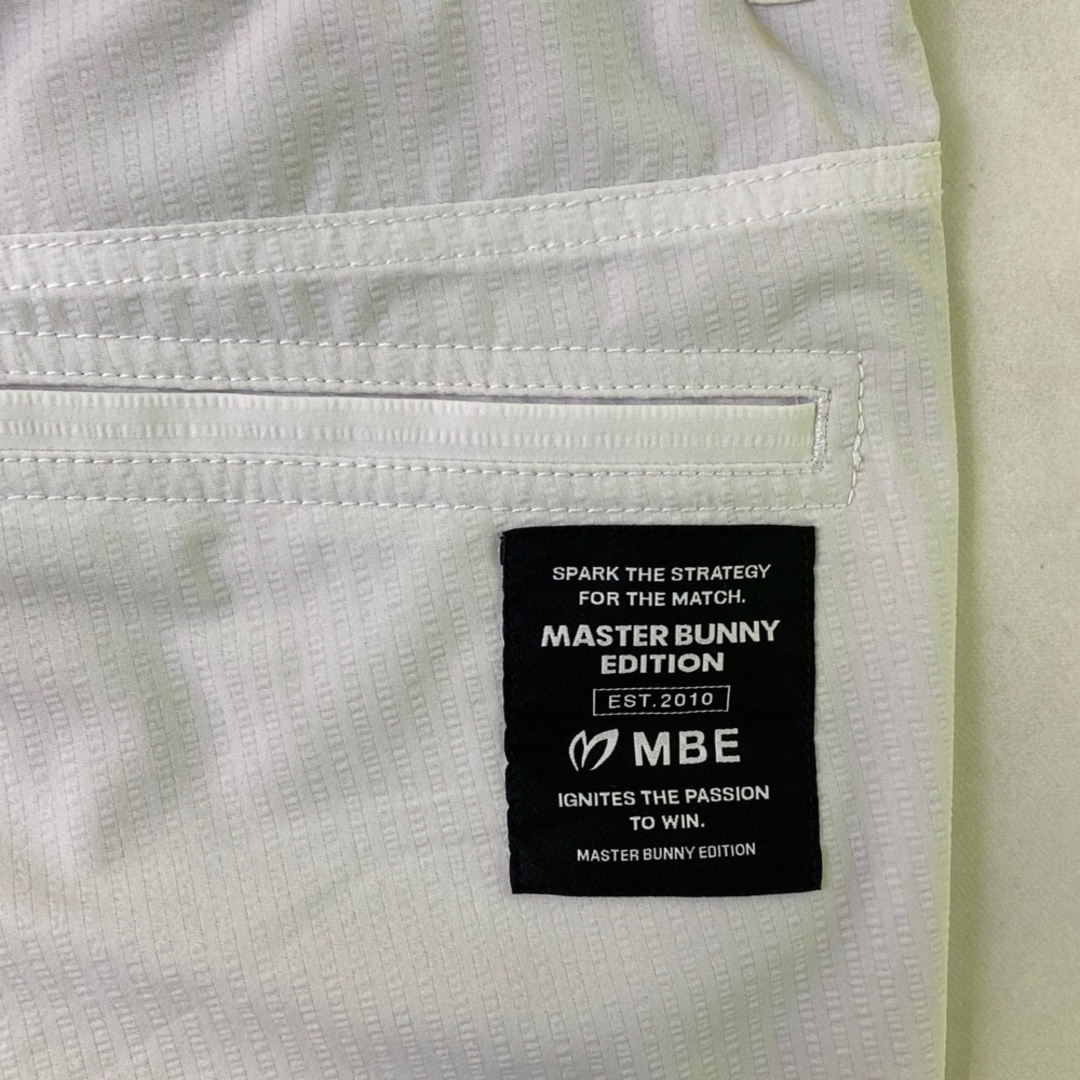 SPARK THE STRATEGY
FOR THE MATCH.
MASTER BUNNY
EDITION
EST.2010
MBE
IGNITES THE PASSION
TO WIN.
MASTER BUNNY EDITION